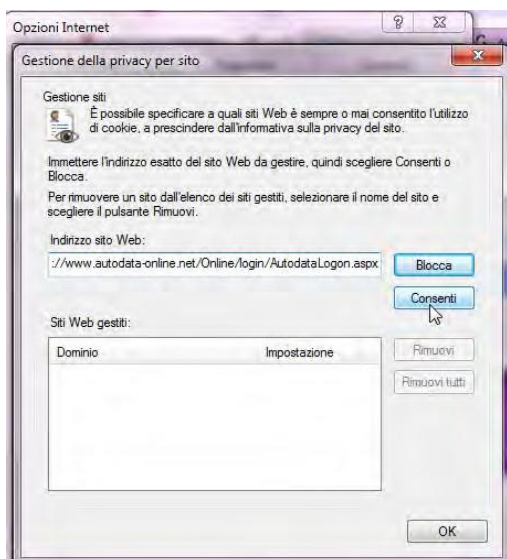 Opzioni Internet
Gestione della privacy per sito
Gestione siti
È possibile specificare a quali siti Web è sempre o mai consentito l'utilizzo
di cookie, a prescindere dall'informativa sulla privacy del sito.
Immettere l'indirizzo esatto del sito Web da gestire, quindi scegliere Consenti o
Blocca.
Per rimuovere un sito dall'elenco dei siti gestiti, selezionare il nome del sito e
scegliere il pulsante Rimuovi.
Indirizzo sito Web:
://www.autodata-online.net/Online/login/AutodataLogon.aspx
Blocca
Consenti
Siti Web gestiti:
Dominio
Impostazione
Rimuovi
Rimuovi tutti
OK